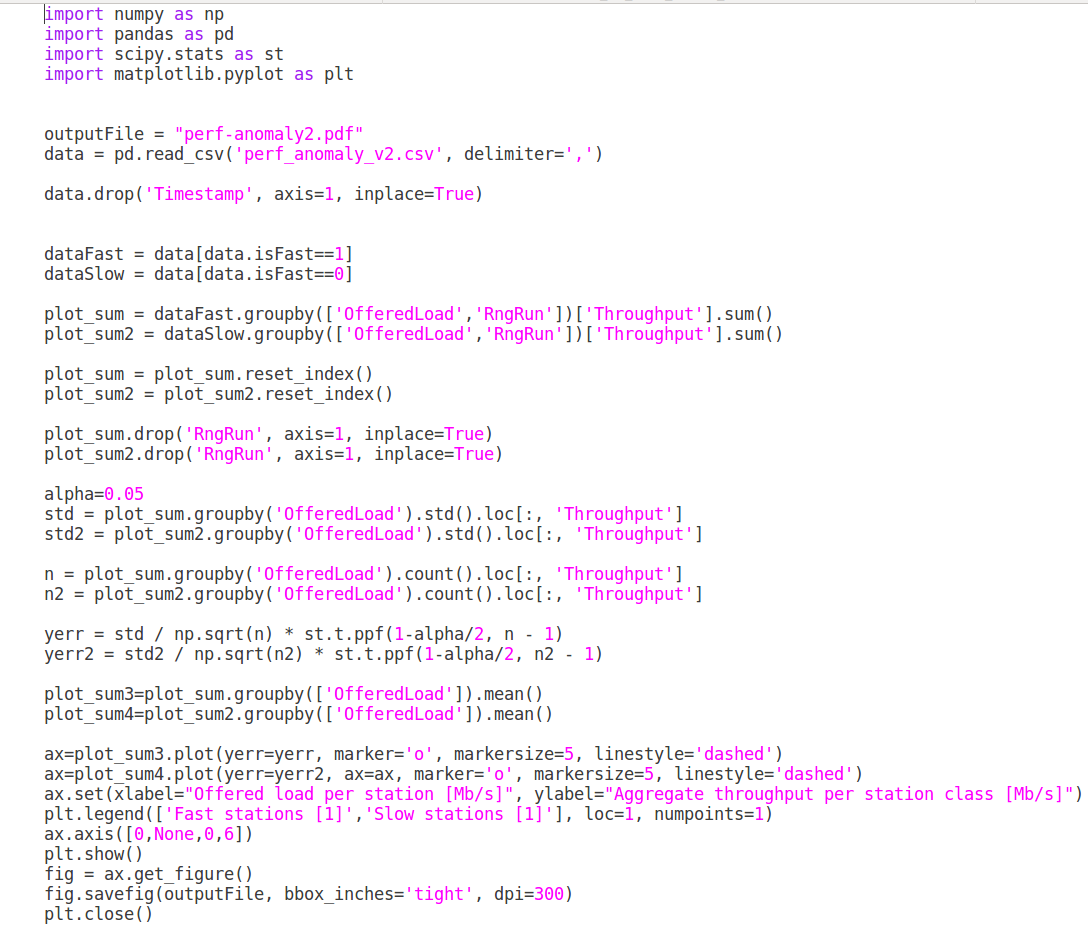 import numpy as np
import pandas as pd
import scipy.stats as st
import matplotlib.pyplot as plt
outputFile = "perf-anomaly2.pdf"
data = pd.read_csv('perf_anomaly_v2.csv', delimiter=',')
data.drop('Timestamp', axis=1, inplace=True)
dataFast = data[data.isFast==1]
dataSlow = data[data.isFast==0]
plot_sum = dataFast.groupby(['OfferedLoad','RngRun'])['Throughput'].sum()
plot_sum2 = dataSlow.groupby(['OfferedLoad','RngRun'])['Throughput'].sum()
plot_sum = plot_sum.reset_index()
plot_sum2 = plot_sum2.reset_index()
plot_sum.drop('RngRun', axis=1, inplace=True)
plot_sum2.drop('RngRun', axis=1, inplace=True)
alpha=0.05
std = plot_sum.groupby('OfferedLoad').std().loc[:, 'Throughput']
std2 = plot_sum2.groupby('OfferedLoad').std().loc[:, 'Throughput']
n = plot_sum.groupby('OfferedLoad').count().loc[:, 'Throughput']
n2 = plot_sum2.groupby('OfferedLoad').count().loc[:, 'Throughput']
yerr = std / np.sqrt(n) * st.t.ppf(1-alpha/2, n - 1)
yerr2 = std2 / np.sqrt(n2) * st.t.ppf(1-alpha/2, n2 - 1)
plot_sum3=plot_sum.groupby(['OfferedLoad']).mean()
plot_sum4=plot_sum2.groupby(['OfferedLoad']).mean()
ax=plot_sum3.plot(yerr=yerr, marker='o', markersize=5, linestyle='dashed')
ax=plot_sum4.plot(yerr=yerr2, ax=ax, marker='o', markersize=5, linestyle='dashed')
ax.set(xlabel="Offered load per station [Mb/s]", ylabel="Aggregate throughput per station class [Mb/s]")
plt.legend(['Fast stations [1]','Slow stations [1]'], loc=1, numpoints=1)
ax.axis([0,None,0,6])
plt.show()
fig = ax.get_figure()
fig.savefig(outputFile, bbox_inches='tight', dpi=300)
plt.close()